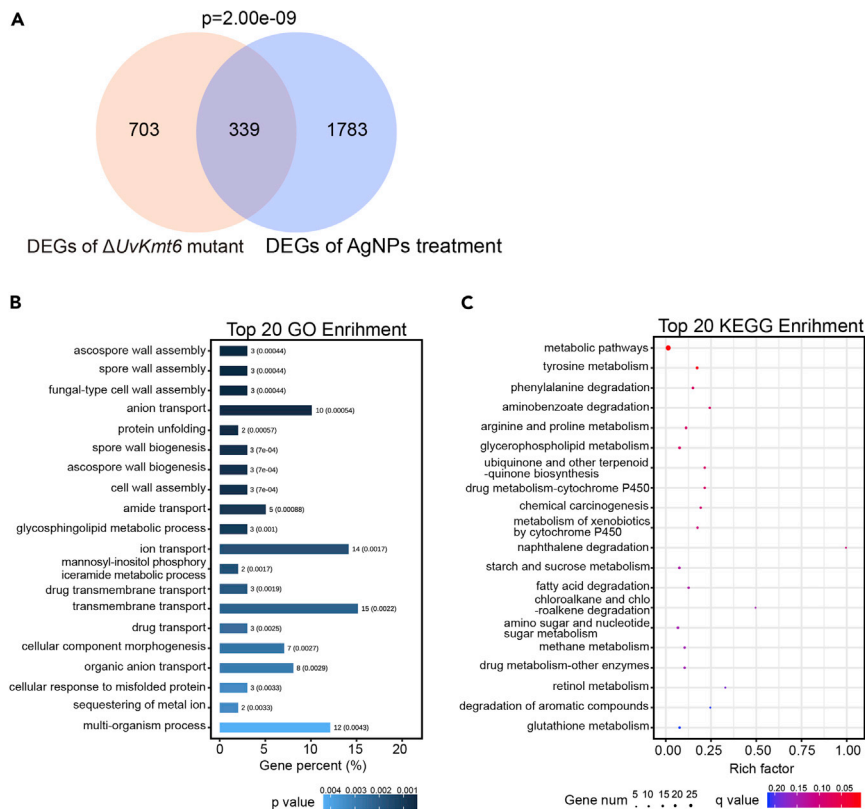 A
p=2.00e-09
703
339
1783
DEGs of ΔUvKmt6 mutant
DEGs of AgNPs treatment
B
Top 20 GO Enrihment
ascospore wall assembly
3 (0.00044)
spore wall assembly
3 (0.00044)
fungal-type cell wall assembly
3 (0.00044)
anion transport
10 (0.00054)
protein unfolding
2 (0.00057)
spore wall biogenesis
3 (7e-04)
ascospore wall biogenesis
3 (7e-04)
cell wall assembly
3 (7e-04)
amide transport
5 (0.00088)
glycosphingolipid metabolic process
3 (0.001)
ion transport
14 (0.0017)
mannosyl-inositol phosphory
iceramide metabolic process
2 (0.0017)
drug transmembrane transport
3 (0.0019)
transmembrane transport
15 (0.0022)
drug transport
3 (0.0025)
cellular component morphogenesis
7 (0.0027)
organic anion transport
8 (0.0029)
cellular response to misfolded protein
3 (0.0033)
sequestering of metal ion
2 (0.0033)
multi-organism process
12 (0.0043)
0 5 10 15 20
Gene percent (%)
p value
0.004 0.003 0.002 0.001
C
Top 20 KEGG Enrihment
metabolic pathways
tyrosine metabolism
phenylalanine degradation
aminobenzoate degradation
arginine and proline metabolism
glycerophospholipid metabolism
ubiquinone and other terpenoid
-quinone biosynthesis
drug metabolism-cytochrome P450
chemical carcinogenesis
metabolism of xenobiotics
by cytochrome P450
naphthalene degradation
starch and sucrose metabolism
fatty acid degradation
chloroalkane and chlo
-roalkene degradation
amino sugar and nucleotide
sugar metabolism
methane metabolism
drug metabolism-other enzymes
retinol metabolism
degradation of aromatic compounds
glutathione metabolism
0.00 0.25 0.50 0.75 1.00
Rich factor
Gene num
5 10 15 20 25
q value
0.20 0.15 0.10 0.05